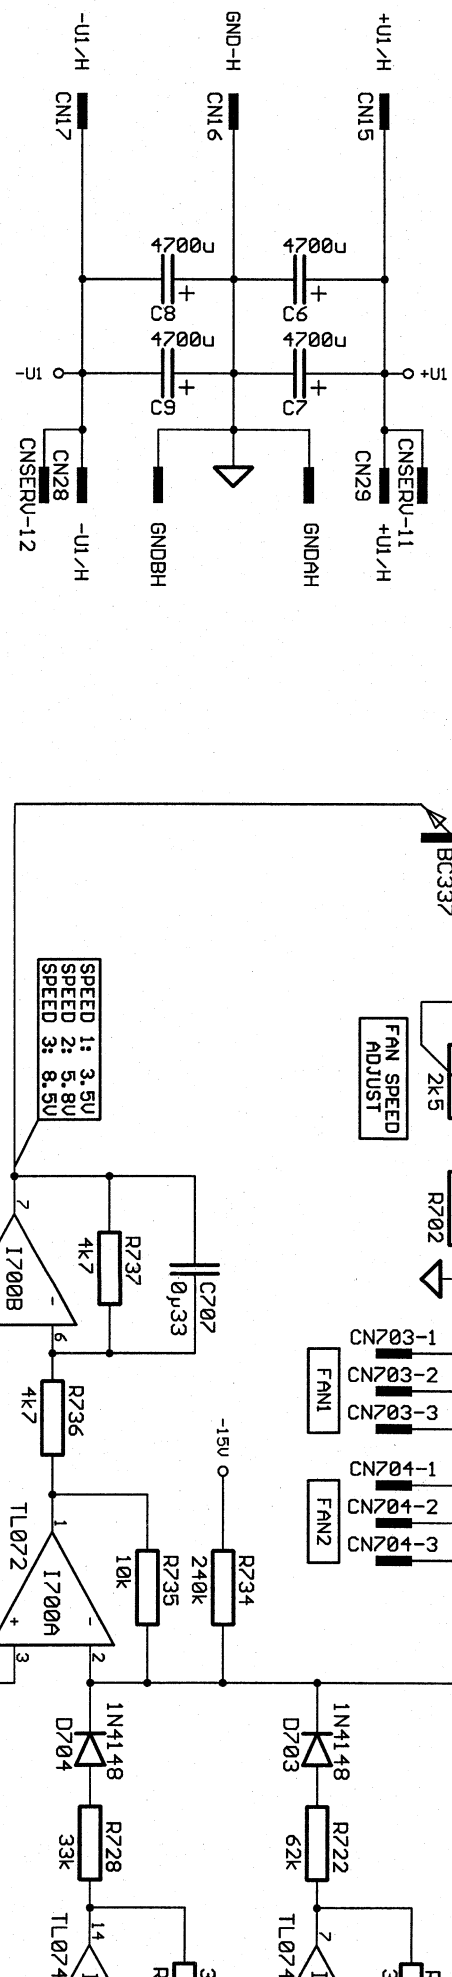 -U1/H
GND-H
+U1/H
CN17
CN16
CN15
4700u
4700u
C8
C6
4700u
4700u
-U1
+U1
C9
C7
CNSERV-12
CN28
-U1/H
GNDBH
GNDAH
CN29
+U1/H
CNSERV-11
BC337
SPEED 1: 3.5V
SPEED 2: 5.8V
SPEED 3: 8.5V
FAN SPEED
ADJUST
2k5
R702
7
I700B
-
6
R737
4k7
C707
0µ33
CN703-1
CN703-2
CN703-3
FAN1
R736
4k7
-15V
CN704-1
CN704-2
CN704-3
FAN2
1
TL072
I700A
-
+
2
3
R735
10k
R734
240k
1N4148
D704
1N4148
D703
R728
33k
R722
62k
14
TL074
7
TL074